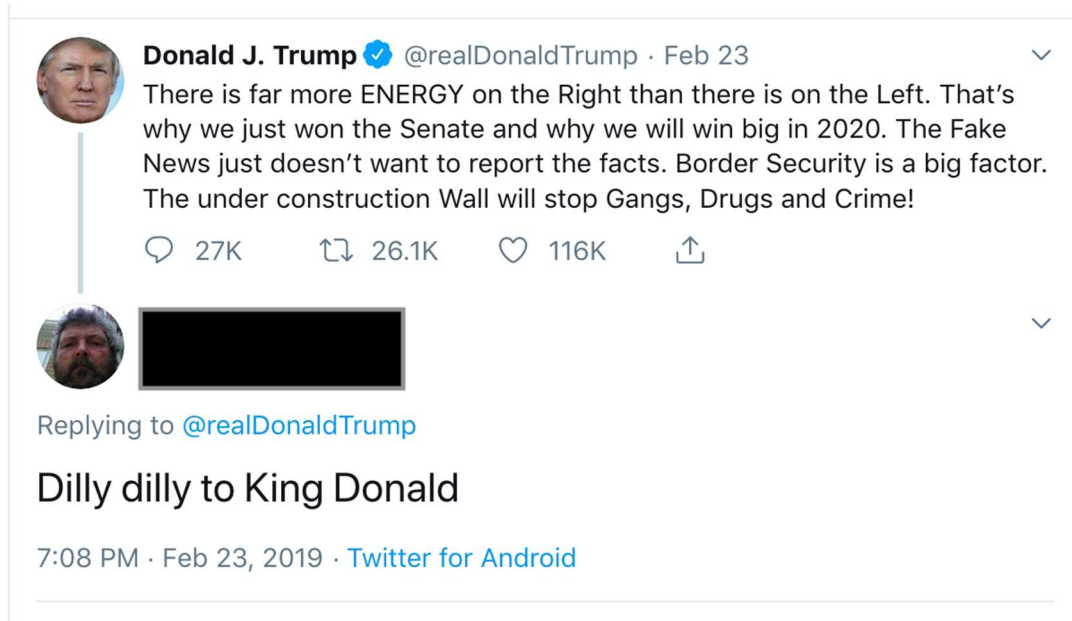 Donald J. Trump @realDonaldTrump · Feb 23
There is far more ENERGY on the Right than there is on the Left. That’s
why we just won the Senate and why we will win big in 2020. The Fake
News just doesn’t want to report the facts. Border Security is a big factor.
The under construction Wall will stop Gangs, Drugs and Crime!
27K 26.1K 116K
Replying to @realDonaldTrump
Dilly dilly to King Donald
7:08 PM · Feb 23, 2019 · Twitter for Android